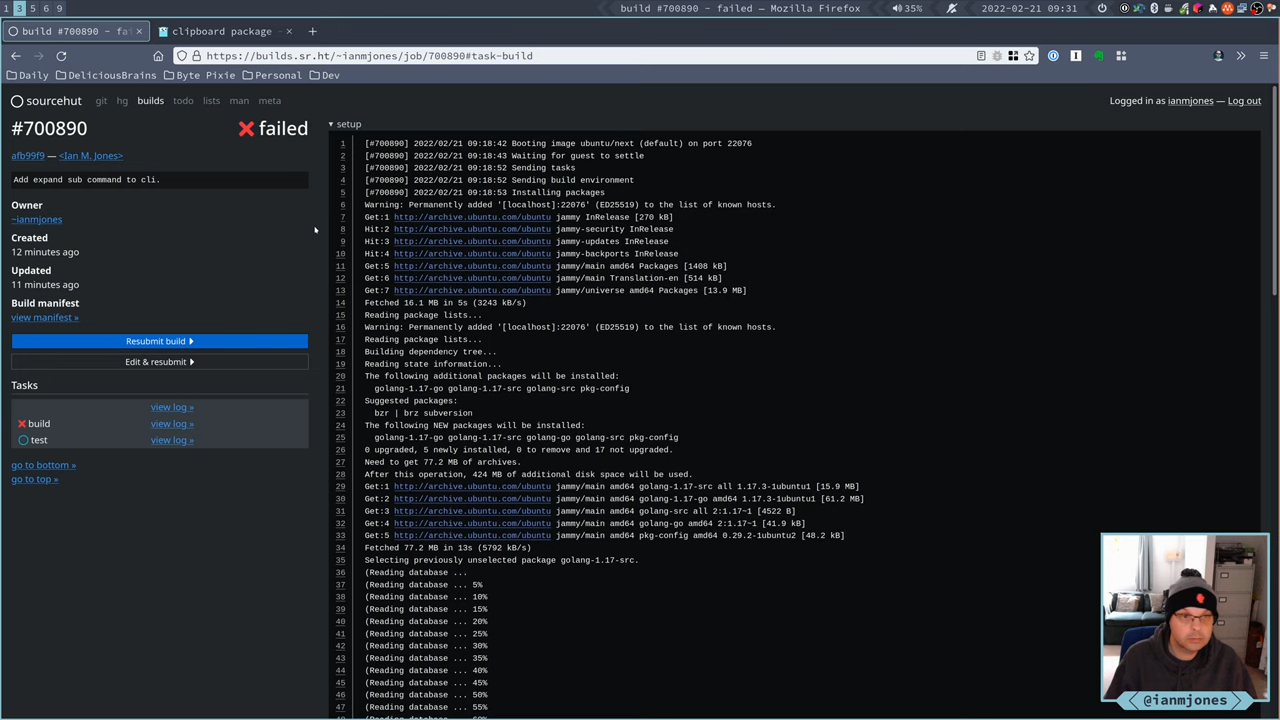 1 3 5 6 9
build #700890 - failed — Mozilla Firefox
35%
2022-02-21 09:31
build #700890 - fai
clipboard package -
https://builds.sr.ht/~ianmjones/job/700890#task-build
Daily
DeliciousBrains
Byte Pixie
Personal
Dev
sourcehut git hg builds todo lists man meta
Logged in as ianmjones — Log out
#700890
failed
afb99f9 — <Ian M. Jones>
Add expand sub command to cli.
Owner
~ianmjones
Created
12 minutes ago
Updated
11 minutes ago
Build manifest
view manifest »
Resubmit build
Edit & resubmit
Tasks
view log »
build view log »
test view log »
go to bottom »
go to top »
setup
1 [#700890] 2022/02/21 09:18:42 Booting image ubuntu/next (default) on port 22076
2 [#700890] 2022/02/21 09:18:43 Waiting for guest to settle
3 [#700890] 2022/02/21 09:18:52 Sending tasks
4 [#700890] 2022/02/21 09:18:52 Sending build environment
5 [#700890] 2022/02/21 09:18:53 Installing packages
6 Warning: Permanently added '[localhost]:22076' (ED25519) to the list of known hosts.
7 Get:1 http://archive.ubuntu.com/ubuntu jammy InRelease [270 kB]
8 Hit:2 http://archive.ubuntu.com/ubuntu jammy-security InRelease
9 Hit:3 http://archive.ubuntu.com/ubuntu jammy-updates InRelease
10 Hit:4 http://archive.ubuntu.com/ubuntu jammy-backports InRelease
11 Get:5 http://archive.ubuntu.com/ubuntu jammy/main amd64 Packages [1408 kB]
12 Get:6 http://archive.ubuntu.com/ubuntu jammy/main Translation-en [514 kB]
13 Get:7 http://archive.ubuntu.com/ubuntu jammy/universe amd64 Packages [13.9 MB]
14 Fetched 16.1 MB in 5s (3243 kB/s)
15 Reading package lists...
16 Warning: Permanently added '[localhost]:22076' (ED25519) to the list of known hosts.
17 Reading package lists...
18 Building dependency tree...
19 Reading state information...
20 The following additional packages will be installed:
21 golang-1.17-go golang-1.17-src golang-src pkg-config
22 Suggested packages:
23 bzr | brz subversion
24 The following NEW packages will be installed:
25 golang-1.17-go golang-1.17-src golang-go golang-src pkg-config
26 0 upgraded, 5 newly installed, 0 to remove and 17 not upgraded.
27 Need to get 77.2 MB of archives.
28 After this operation, 424 MB of additional disk space will be used.
29 Get:1 http://archive.ubuntu.com/ubuntu jammy/main amd64 golang-1.17-src all 1.17.3-1ubuntu1 [15.9 MB]
30 Get:2 http://archive.ubuntu.com/ubuntu jammy/main amd64 golang-1.17-go amd64 1.17.3-1ubuntu1 [61.2 MB]
31 Get:3 http://archive.ubuntu.com/ubuntu jammy/main amd64 golang-src all 2:1.17~1 [4522 B]
32 Get:4 http://archive.ubuntu.com/ubuntu jammy/main amd64 golang-go amd64 2:1.17~1 [41.9 kB]
33 Get:5 http://archive.ubuntu.com/ubuntu jammy/main amd64 pkg-config amd64 0.29.2-1ubuntu2 [48.2 kB]
34 Fetched 77.2 MB in 13s (5792 kB/s)
35 Selecting previously unselected package golang-1.17-src.
36 (Reading database ...
37 (Reading database ... 5%
38 (Reading database ... 10%
39 (Reading database ... 15%
40 (Reading database ... 20%
41 (Reading database ... 25%
42 (Reading database ... 30%
43 (Reading database ... 35%
44 (Reading database ... 40%
45 (Reading database ... 45%
46 (Reading database ... 50%
47 (Reading database ... 55%
@ianmjones